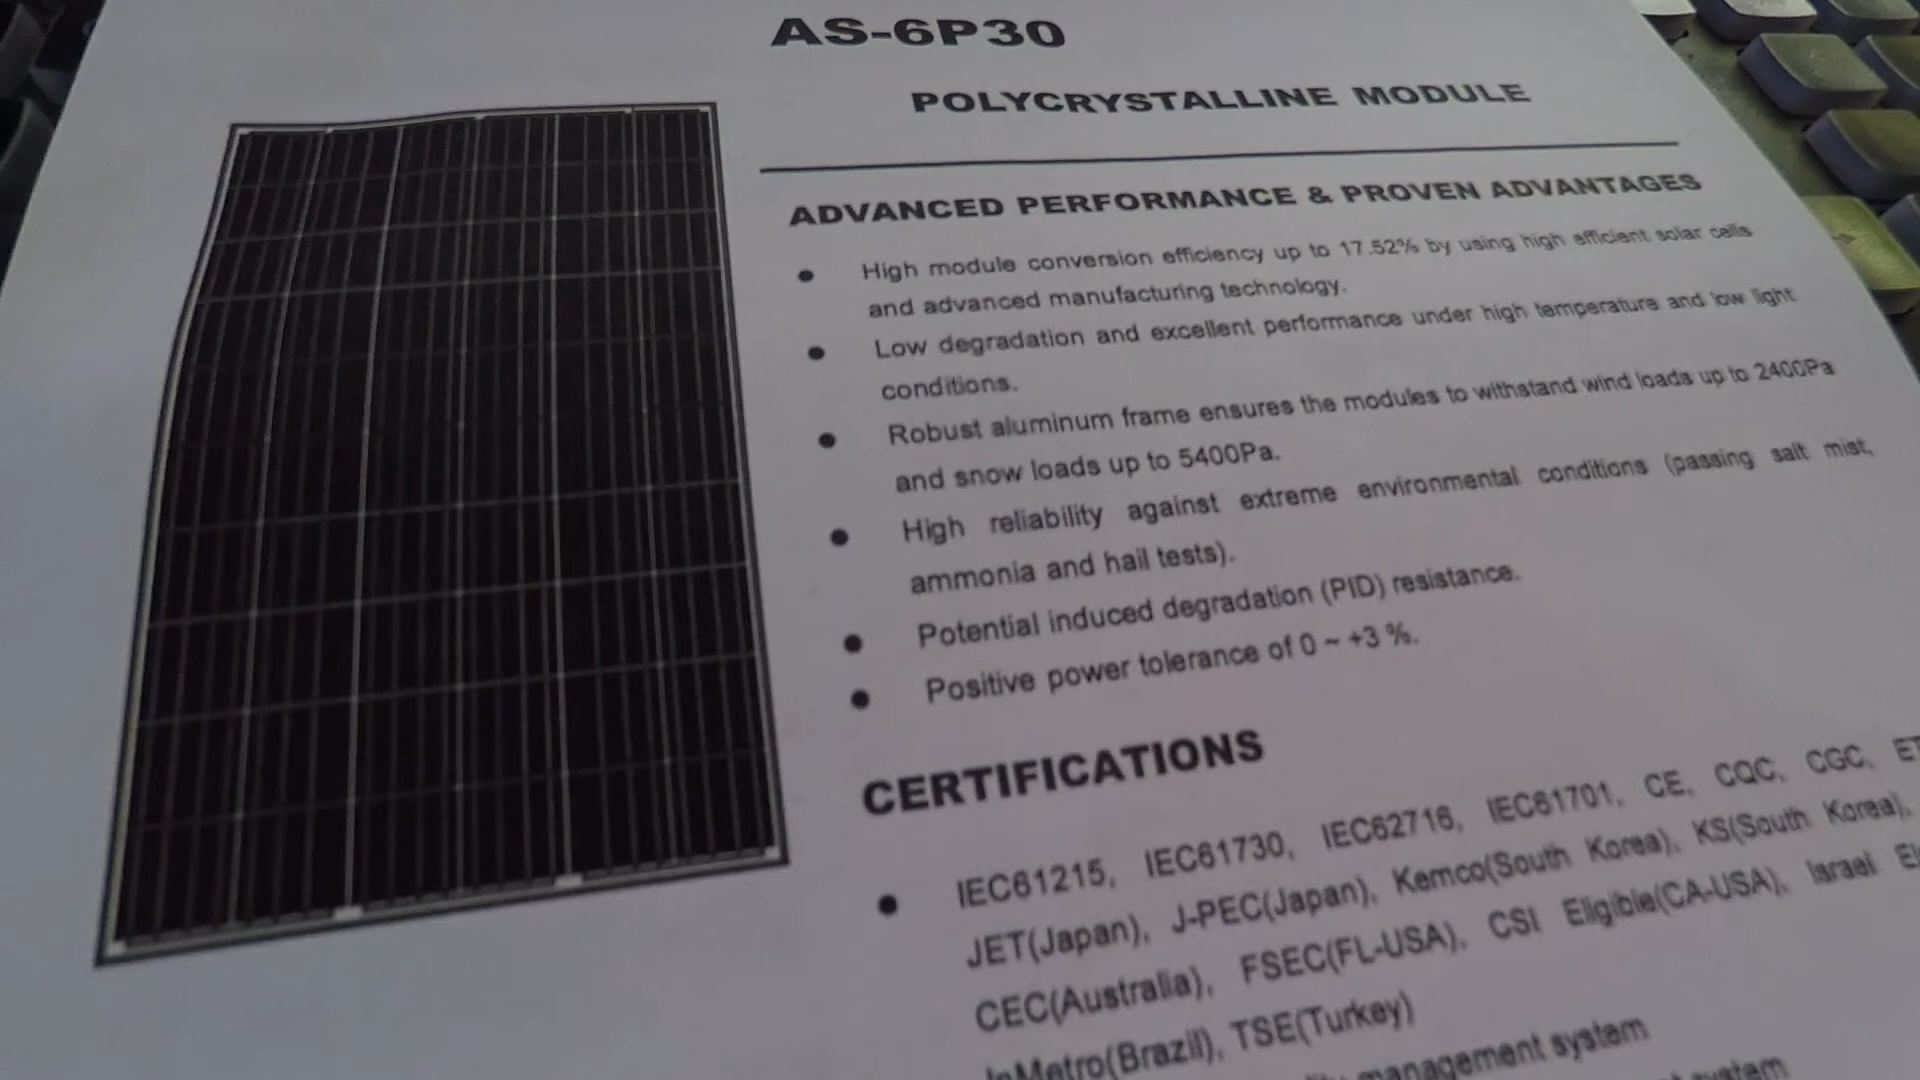 AS-6P30
POLYCRYSTALLINE MODULE
ADVANCED PERFORMANCE & PROVEN ADVANTAGES
● High module conversion efficiency up to 17.52% by using high efficient solar cells
and advanced manufacturing technology.
● Low degradation and excellent performance under high temperature and low light
conditions.
● Robust aluminum frame ensures the modules to withstand wind loads up to 2400Pa
and snow loads up to 5400Pa.
● High reliability against extreme environmental conditions (passing salt mist,
ammonia and hail tests).
● Potential induced degradation (PID) resistance.
● Positive power tolerance of 0 ~ +3 %.
CERTIFICATIONS
● IEC61215, IEC61730, IEC62716, IEC61701, CE, CQC, CGC,
JET(Japan), J-PEC(Japan), Kemco(South Korea), KS(South Korea),
CEC(Australia), FSEC(FL-USA), CSI Eligible(CA-USA), Israel
InMetro(Brazil), TSE(Turkey)
management system
system